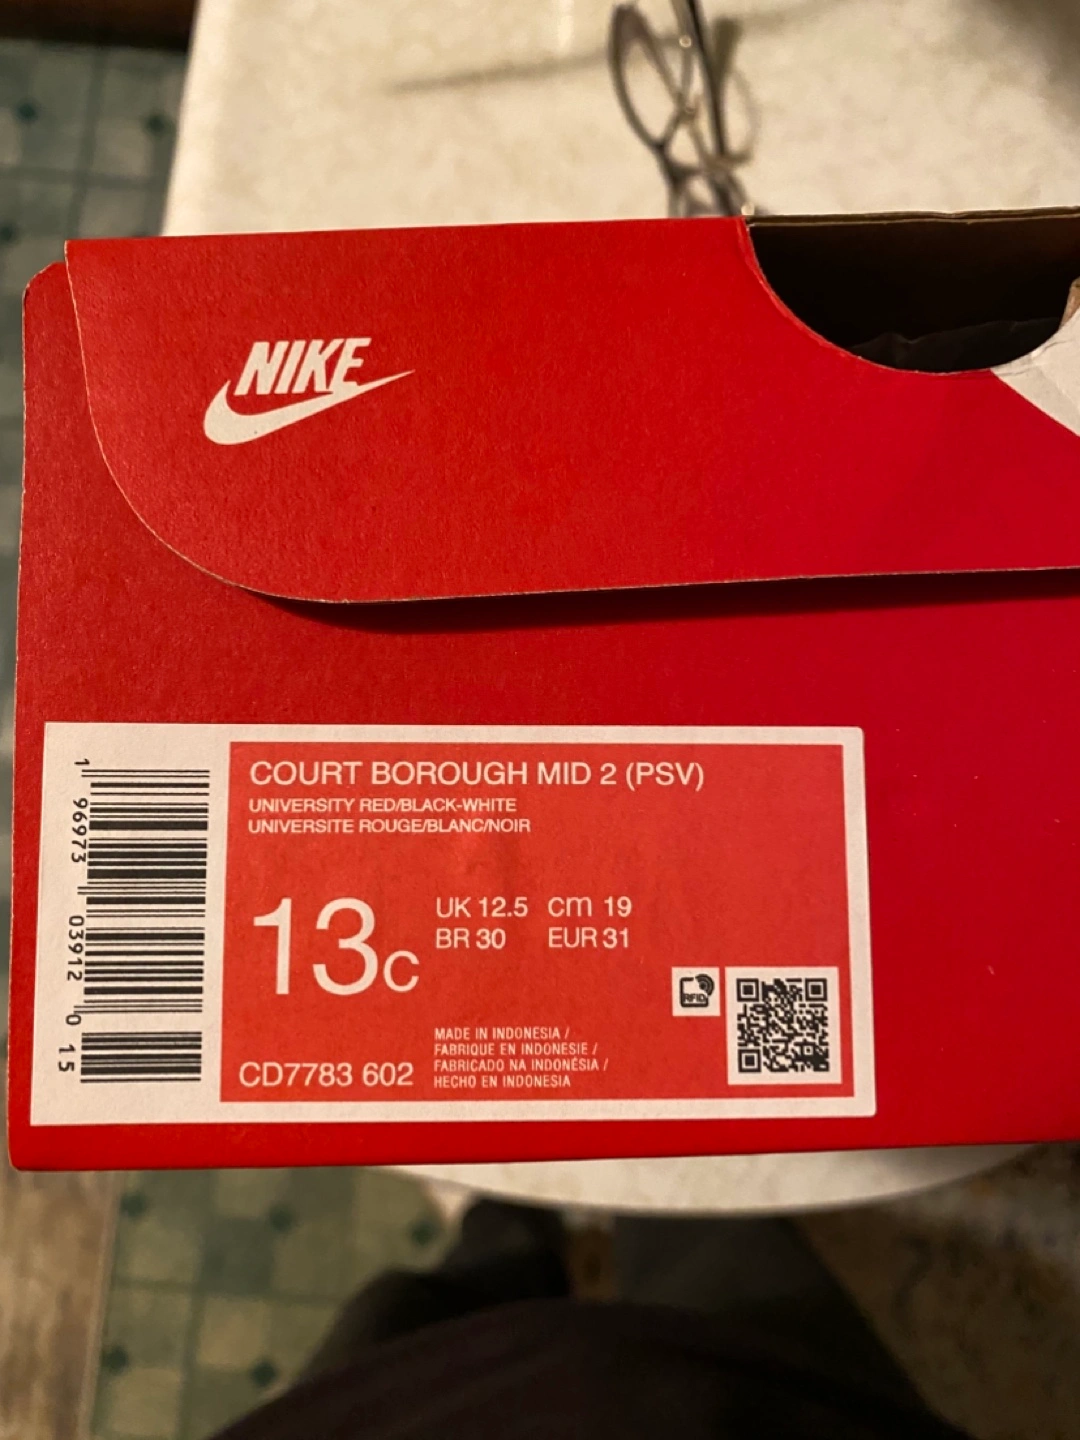 NIKE
COURT BOROUGH MID 2 (PSV)
UNIVERSITY RED/BLACK-WHITE
UNIVERSITE ROUGE/BLANC/NOIR
13C
UK 12.5 cm 19
BR 30 EUR 31
RFID
MADE IN INDONESIA /
FABRIQUE EN INDONESIE /
FABRICADO NA INDONÉSIA /
HECHO EN INDONESIA
CD7783 602
1 96973 03912 0 15